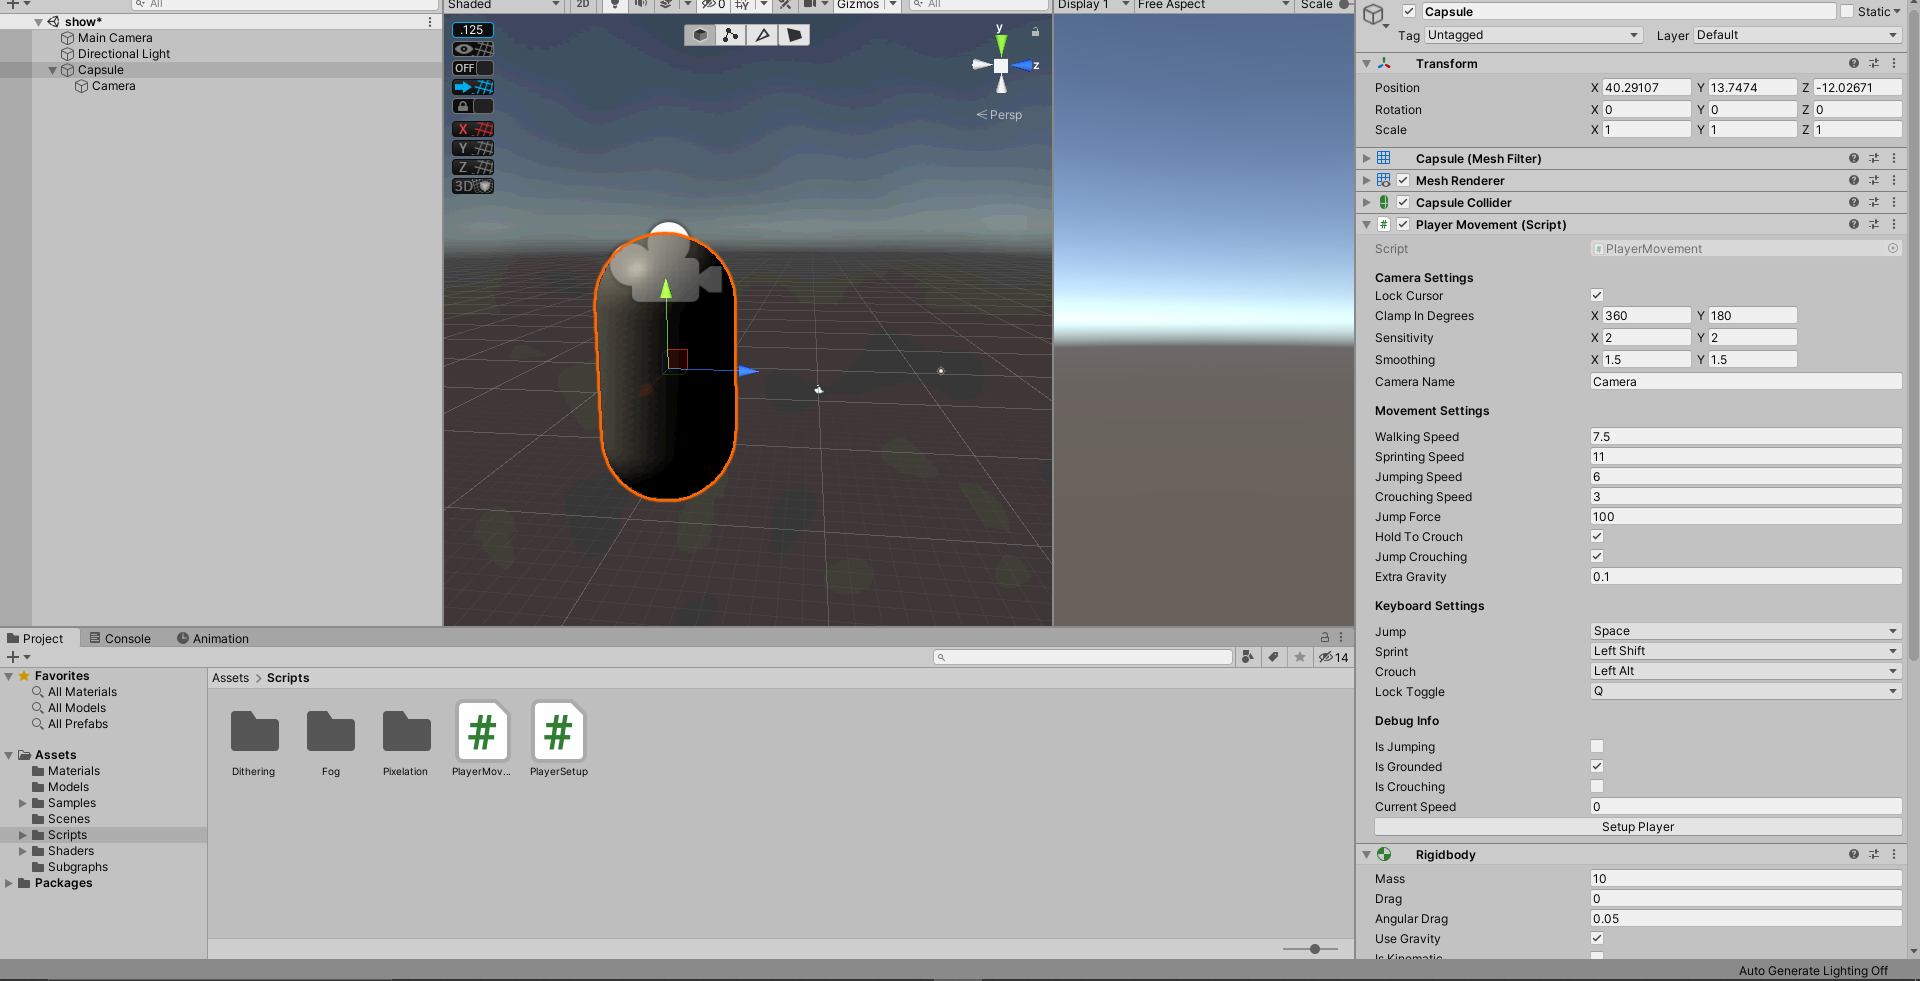 All
show*
Main Camera
Directional Light
Capsule
Camera
Shaded
2D
0
Gizmos
All
.125
OFF
X
Y
Z
3D
y
z
Persp
Display 1
Free Aspect
Scale
Capsule
Static
Tag Untagged
Layer Default
Transform
Position X 40.29107 Y 13.7474 Z -12.02671
Rotation X 0 Y 0 Z 0
Scale X 1 Y 1 Z 1
Capsule (Mesh Filter)
Mesh Renderer
Capsule Collider
# Player Movement (Script)
Script PlayerMovement
Camera Settings
Lock Cursor
Clamp In Degrees X 360 Y 180
Sensitivity X 2 Y 2
Smoothing X 1.5 Y 1.5
Camera Name Camera
Movement Settings
Walking Speed 7.5
Sprinting Speed 11
Jumping Speed 6
Crouching Speed 3
Jump Force 100
Hold To Crouch
Jump Crouching
Extra Gravity 0.1
Keyboard Settings
Jump Space
Sprint Left Shift
Crouch Left Alt
Lock Toggle Q
Debug Info
Is Jumping
Is Grounded
Is Crouching
Current Speed 0
Setup Player
Rigidbody
Mass 10
Drag 0
Angular Drag 0.05
Use Gravity
Is Kinematic
Project
Console
Animation
14
Favorites
All Materials
All Models
All Prefabs
Assets
Materials
Models
Samples
Scenes
Scripts
Shaders
Subgraphs
Packages
Assets > Scripts
# #
Dithering Fog Pixelation PlayerMov... PlayerSetup
Auto Generate Lighting Off